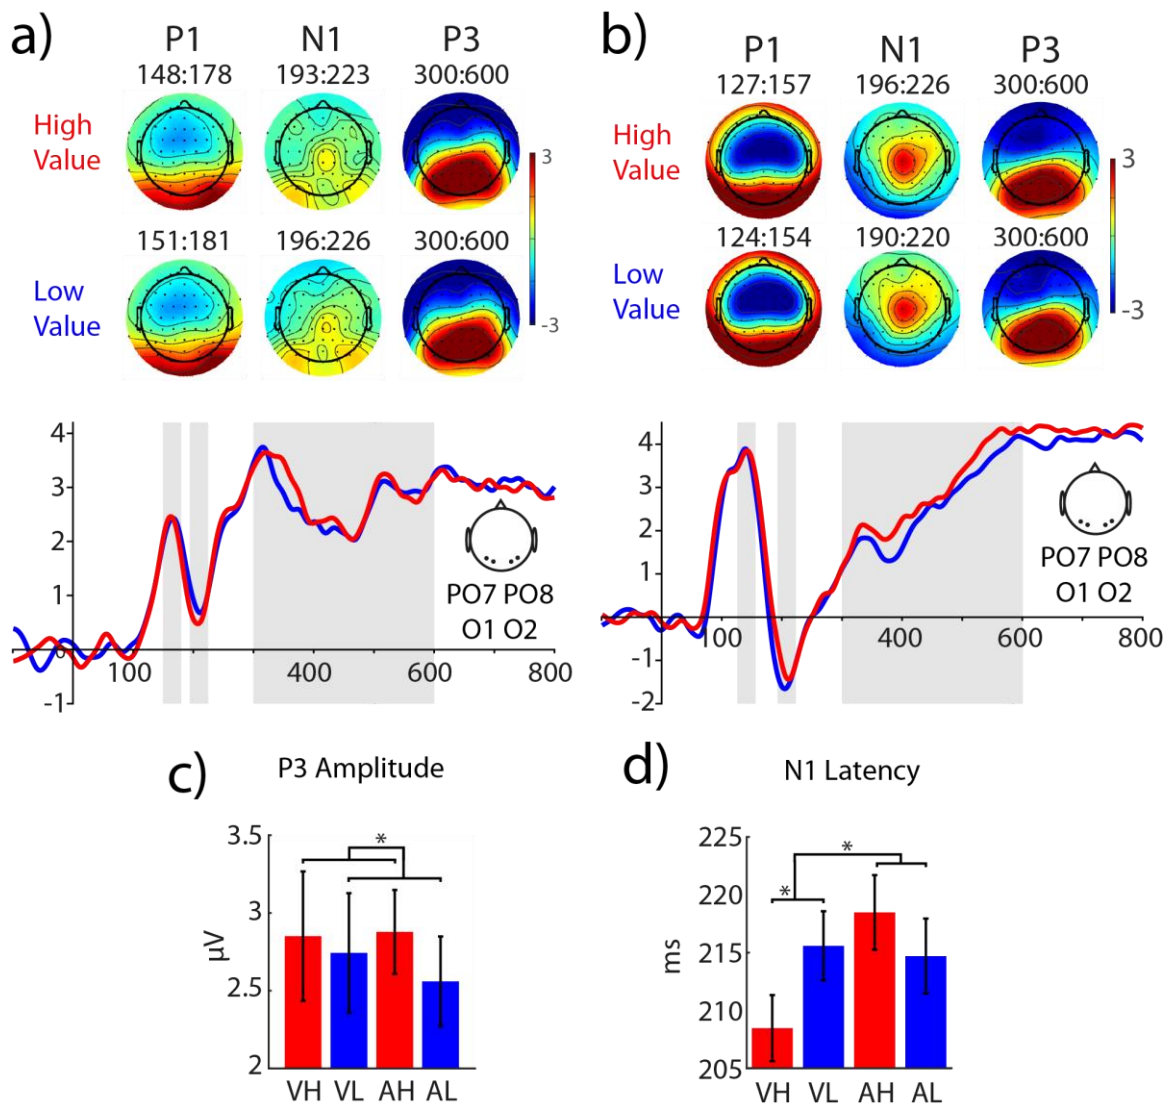 a)
P1 N1 P3
148:178 193:223 300:600
High
Value
3
151:181 196:226 300:600
Low
Value
-3
b)
P1 N1 P3
127:157 196:226 300:600
High
Value
3
124:154 190:220 300:600
Low
Value
-3
4
3
2
1
0
-1
100 400 600 800
PO7 PO8
O1 O2
4
3
2
1
-1
-2
100 400 600 800
PO7 PO8
O1 O2
c)
P3 Amplitude
3.5
3
2.5
2
µV
*
VH VL AH AL
d)
N1 Latency
225
220
215
210
205
ms
*
*
VH VL AH AL